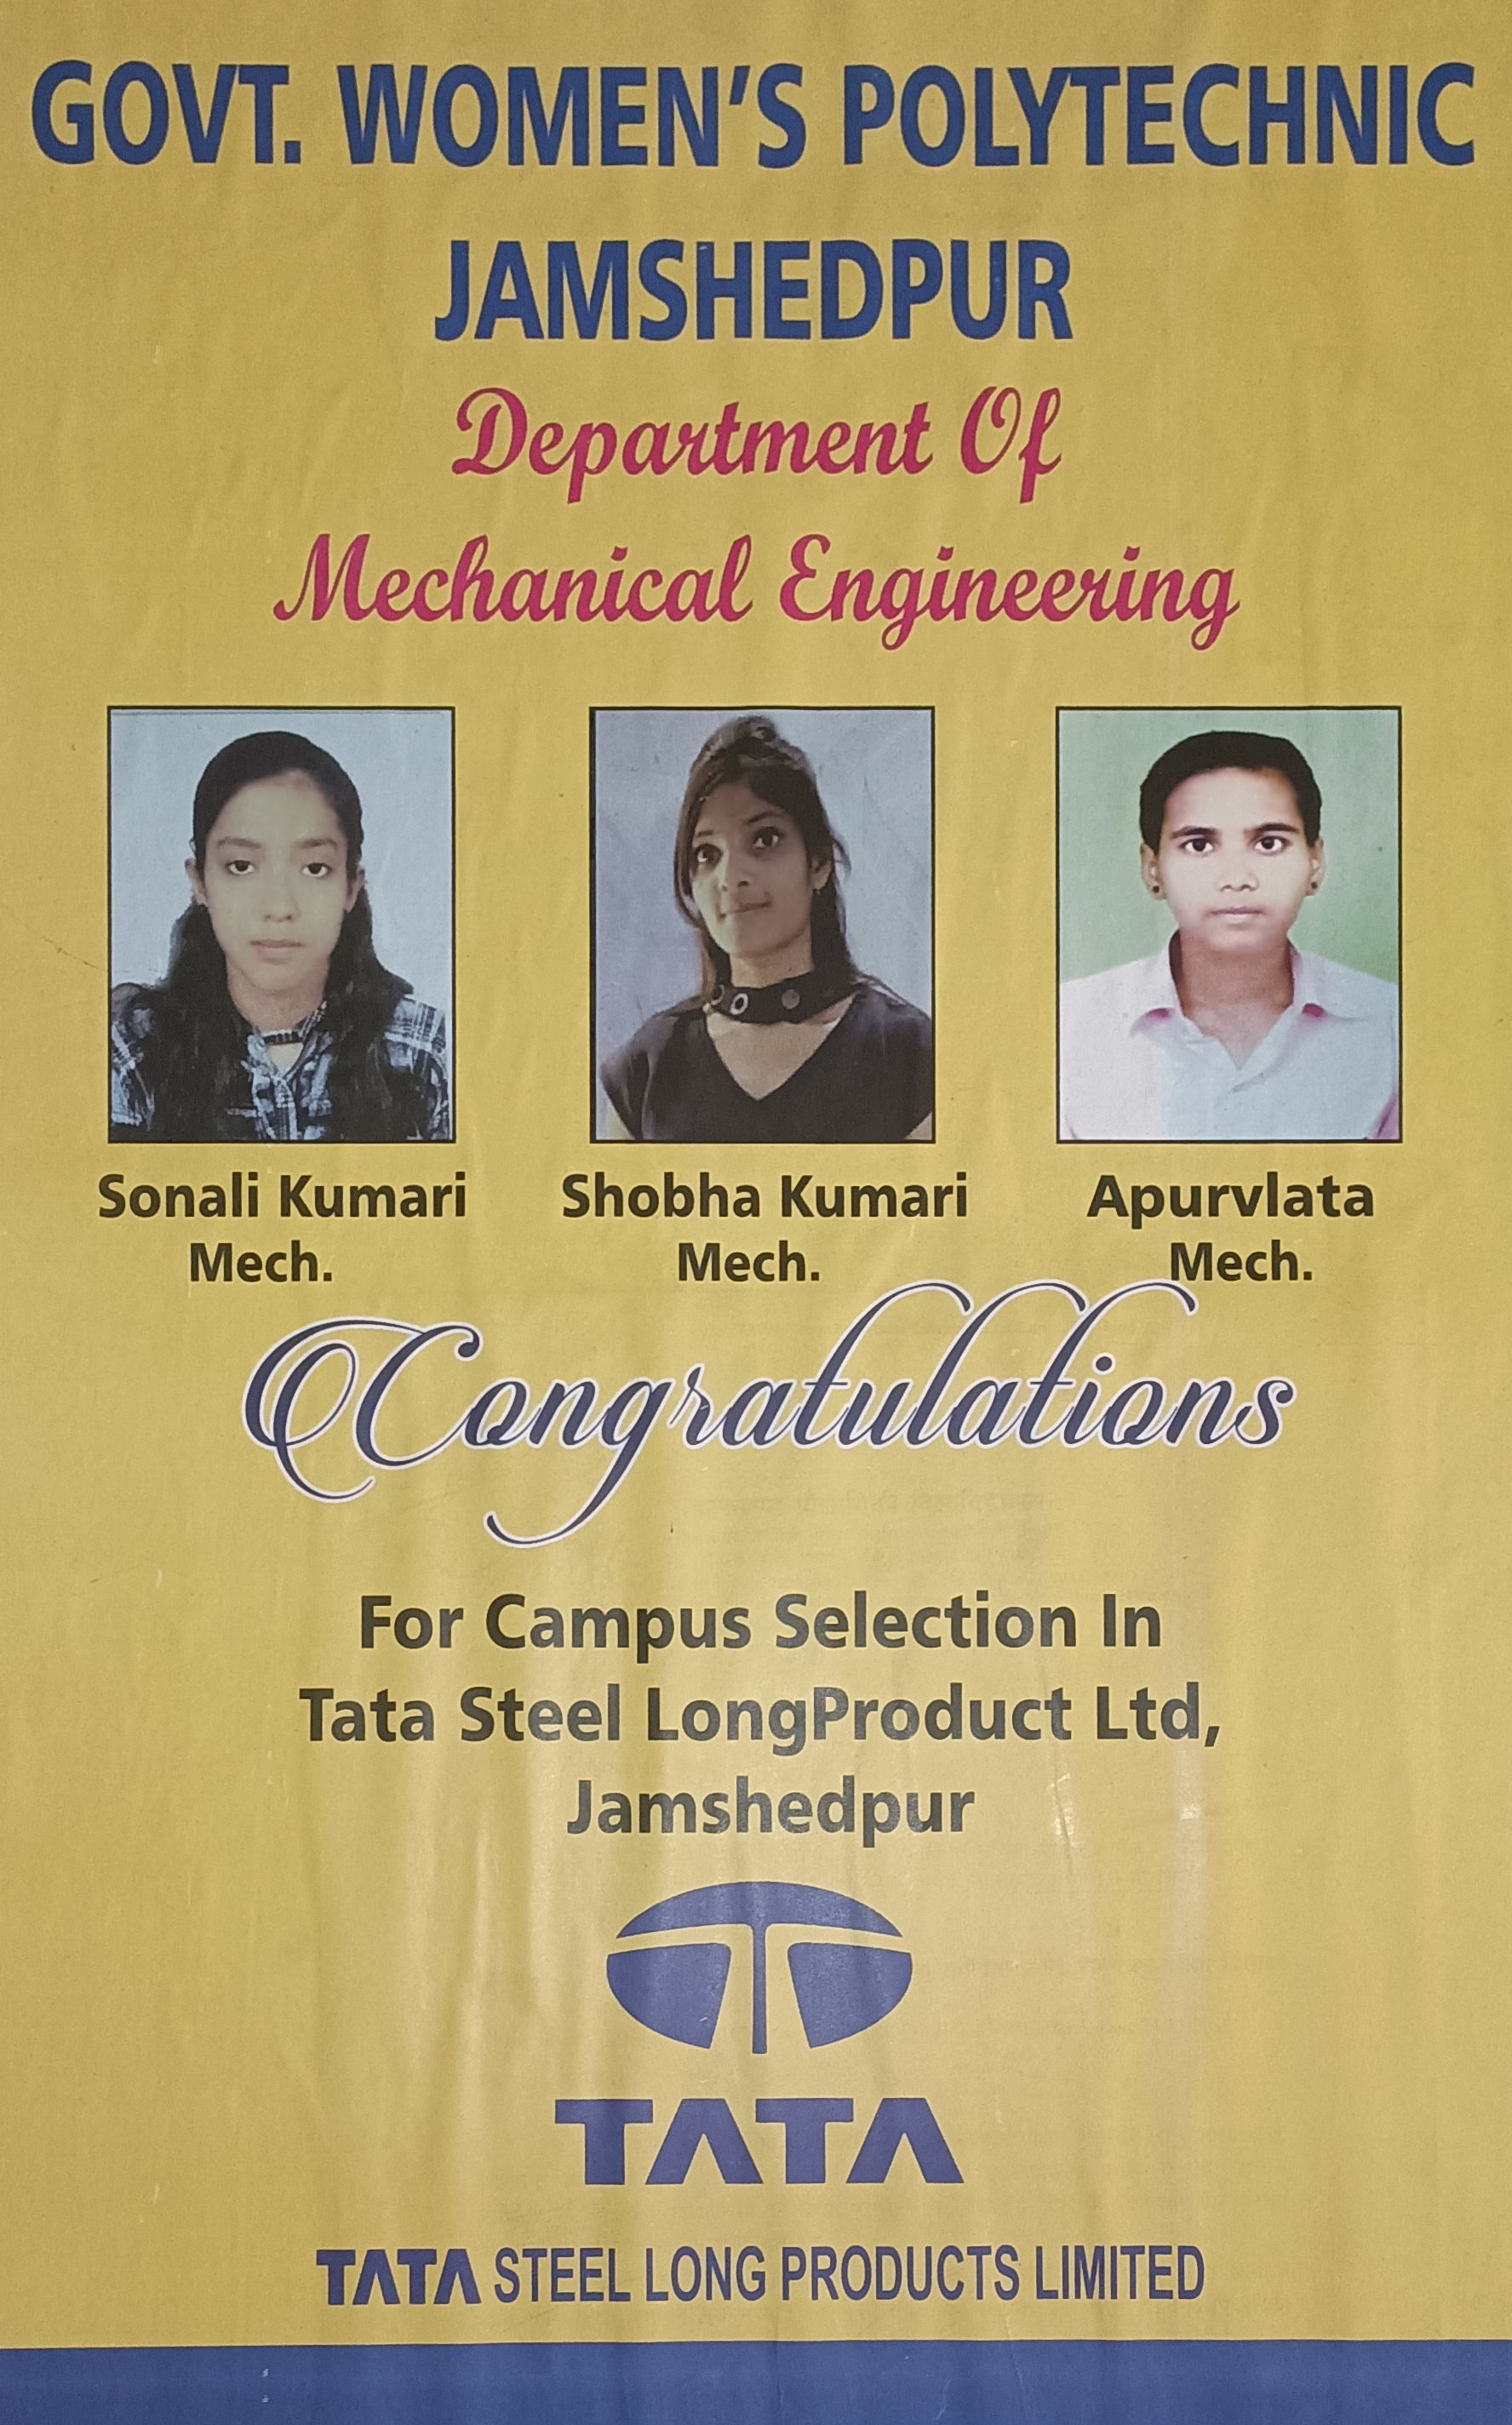 GOVT. WOMEN'S POLYTECHNIC
JAMSHEDPUR
Department Of
Mechanical Engineering
Sonali Kumari
Mech.
Shobha Kumari
Mech.
Apurvlata
Mech.
Congratulations
For Campus Selection In
Tata Steel LongProduct Ltd,
Jamshedpur
TATA
TATA STEEL LONG PRODUCTS LIMITED